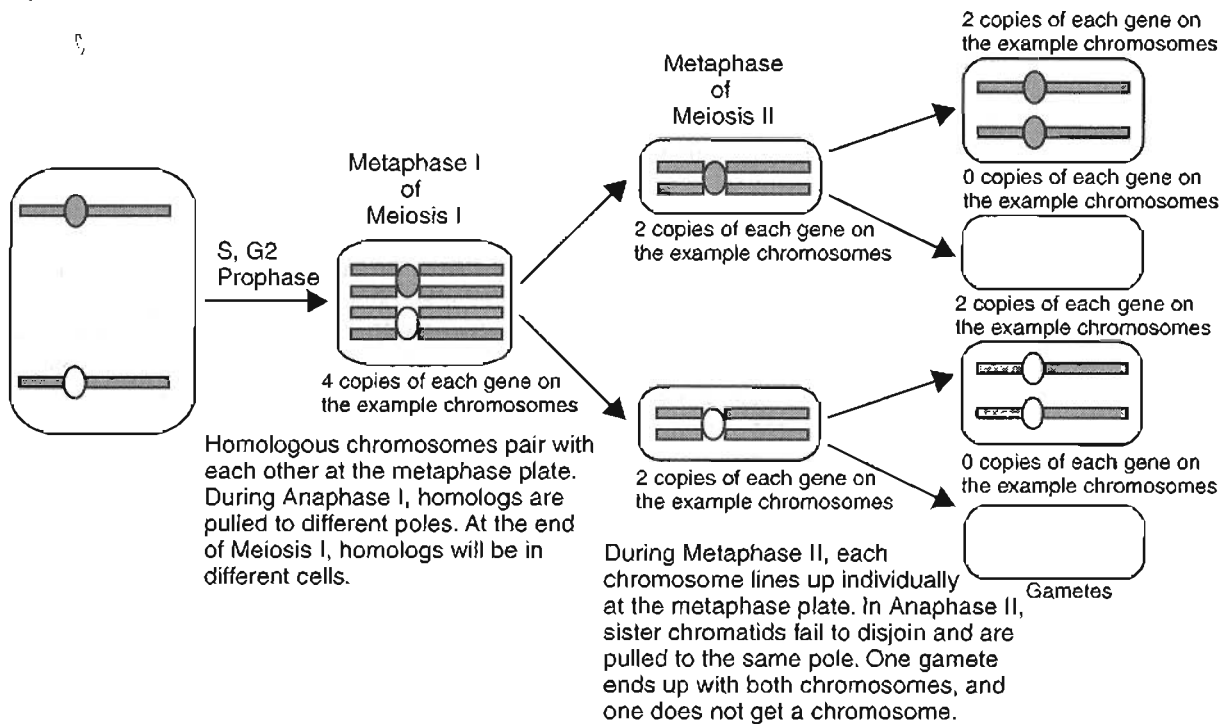 2 copies of each gene on
the example chromosomes
Metaphase
of
Meiosis II
Metaphase I
of
Meiosis I
0 copies of each gene on
the example chromosomes
S, G2
Prophase
2 copies of each gene on
the example chromosomes
2 copies of each gene on
the example chromosomes
4 copies of each gene on
the example chromosomes
Homologous chromosomes pair with
each other at the metaphase plate.
During Anaphase I, homologs are
pulled to different poles. At the end
of Meiosis I, homologs will be in
different cells.
2 copies of each gene on
the example chromosomes
0 copies of each gene on
the example chromosomes
Gametes
During Metaphase II, each
chromosome lines up individually
at the metaphase plate. In Anaphase II,
sister chromatids fail to disjoin and are
pulled to the same pole. One gamete
ends up with both chromosomes, and
one does not get a chromosome.